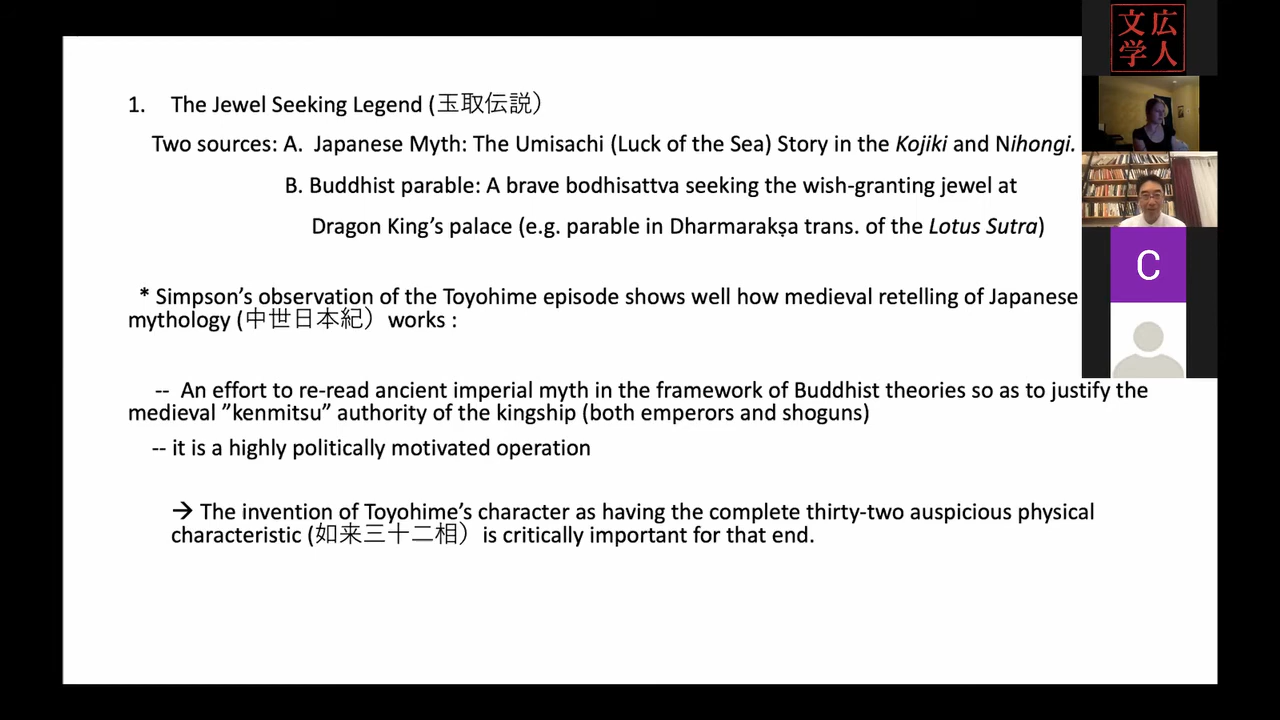 1. The Jewel Seeking Legend (玉取伝説）
Two sources: A. Japanese Myth: The Umisachi (Luck of the Sea) Story in the Kojiki and Nihongi.
B. Buddhist parable: A brave bodhisattva seeking the wish-granting jewel at
Dragon King’s palace (e.g. parable in Dharmarakṣa trans. of the Lotus Sutra)
* Simpson’s observation of the Toyohime episode shows well how medieval retelling of Japanese
mythology (中世日本紀）works :
-- An effort to re-read ancient imperial myth in the framework of Buddhist theories so as to justify the
medieval ”kenmitsu” authority of the kingship (both emperors and shoguns)
-- it is a highly politically motivated operation
→ The invention of Toyohime’s character as having the complete thirty-two auspicious physical
characteristic (如来三十二相）is critically important for that end.
文広
学人
C